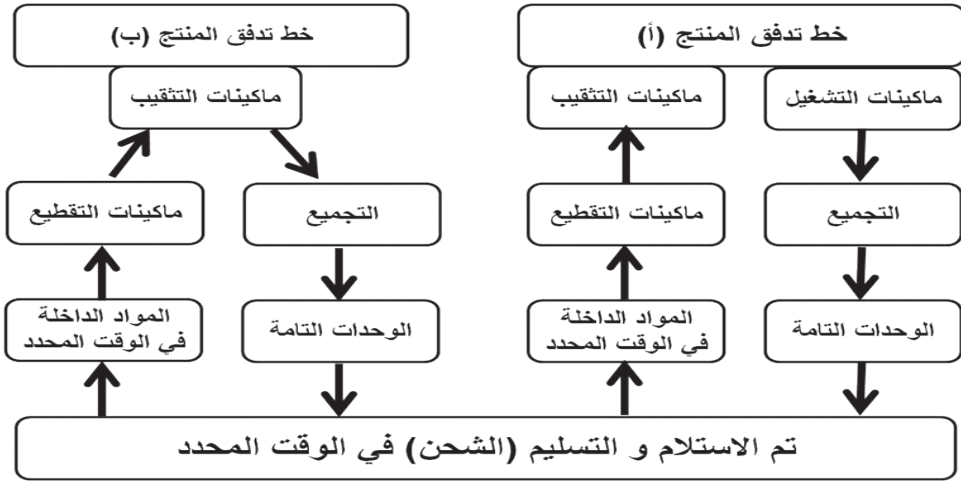 خط تدفق المنتج (أ)
خط تدفق المنتج (ب)
ماكينات التشغيل
ماكينات التثقيب
ماكينات التثقيب
التجميع
ماكينات التقطيع
التجميع
ماكينات التقطيع
الوحدات التامة
المواد الداخلة
في الوقت المحدد
الوحدات التامة
المواد الداخلة
في الوقت المحدد
تم الاستلام و التسليم (الشحن) في الوقت المحدد